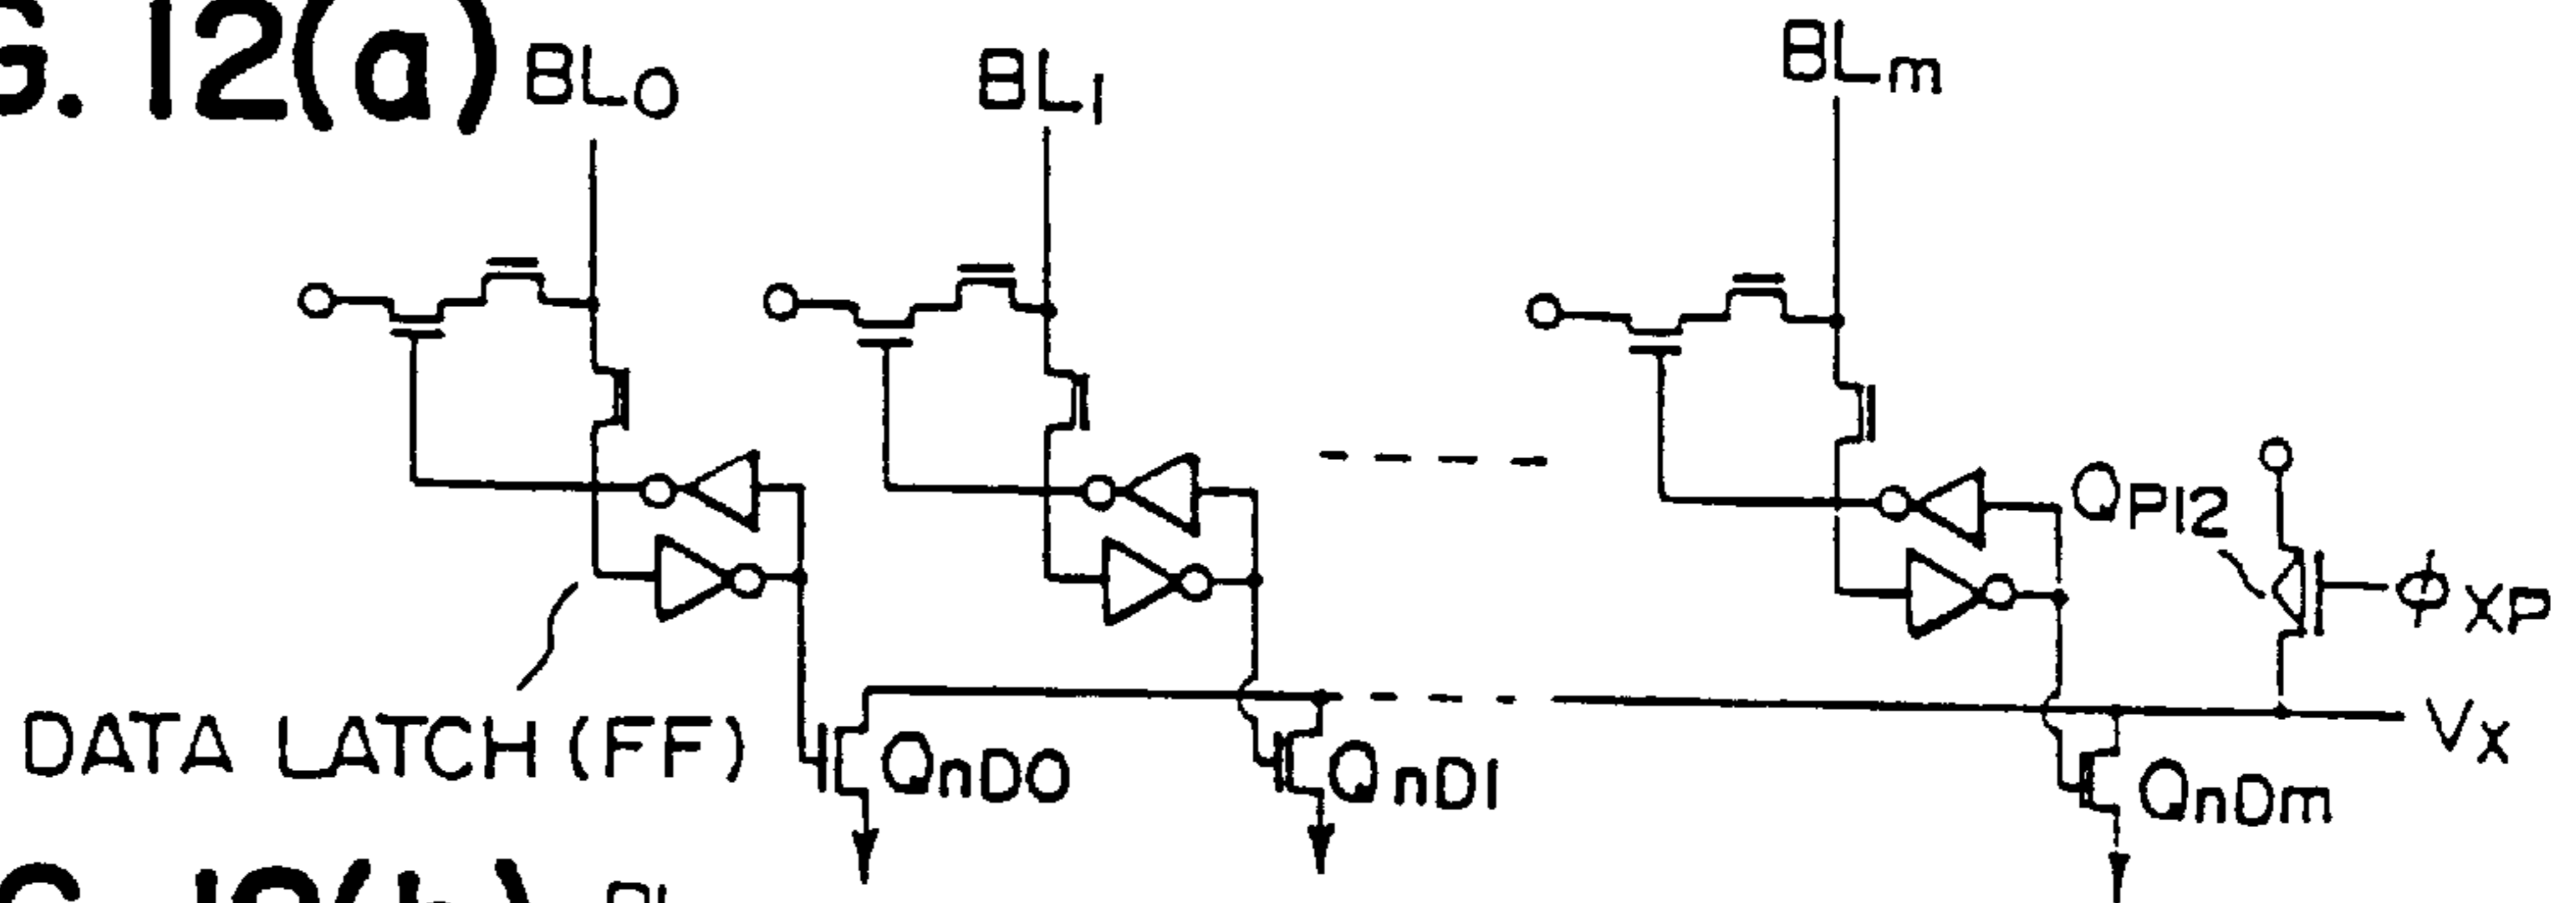 G. 12(a)
BL0 BL1 BLm
QP12
ϕXP
DATA LATCH (FF)
QnD0 QnD1 QnDm
VX